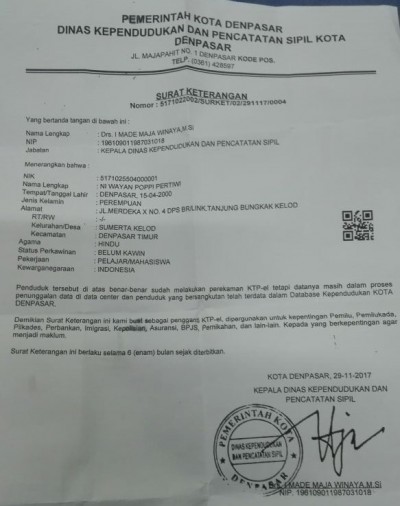 PEMERINTAH KOTA DENPASAR
DINAS KEPENDUDUKAN DAN PENCATATAN SIPIL KOTA
DENPASAR
JL. MAJAPAHIT NO. 1 DENPASAR KODE POS.
TELP. (0361) 428597
SURAT KETERANGAN
Nomor : 5171022002/SURKET/02/291117/0004
Yang bertanda tangan di bawah ini :
Nama Lengkap : Drs. I MADE MAJA WINAYA,M.Si
NIP : 196109011987031018
Jabatan : KEPALA DINAS KEPENDUDUKAN DAN PENCATATAN SIPIL
Menerangkan bahwa :
NIK : 5171025504000001
Nama Lengkap : NI WAYAN POPPI PERTIWI
Tempat/Tanggal Lahir : DENPASAR, 15-04-2000
Jenis Kelamin : PEREMPUAN
Alamat : JL.MERDEKA X NO. 4 DPS BR/LINK.TANJUNG BUNGKAK KELOD
RT/RW : -/-
Kelurahan/Desa : SUMERTA KELOD
Kecamatan : DENPASAR TIMUR
Agama : HINDU
Status Perkawinan : BELUM KAWIN
Pekerjaan : PELAJAR/MAHASISWA
Kewarganegaraan : INDONESIA
Penduduk tersebut di atas benar-benar sudah melakukan perekaman KTP-el tetapi datanya masih dalam proses
penunggalan data di data center dan penduduk yang bersangkutan telah terdata dalam Database Kependudukan KOTA
DENPASAR.
Demikian Surat Keterangan ini kami buat sebagai pengganti KTP-el, dipergunakan untuk kepentingan Pemilu, Pemilukada,
Pilkades, Perbankan, Imigrasi, Kepolisian, Asuransi, BPJS, Pernikahan, dan lain-lain. Kepada yang berkepentingan agar
menjadi maklum.
Surat Keterangan ini berlaku selama 6 (enam) bulan sejak diterbitkan.
KOTA DENPASAR, 29-11-2017
KEPALA DINAS KEPENDUDUKAN DAN
PENCATATAN SIPIL
PEMERINTAH KOTA
DINAS KEPENDUDUKAN
DAN PENCATATAN SIPIL
DENPASAR
Drs. I MADE MAJA WINAYA,M.Si
NIP. 196109011987031018